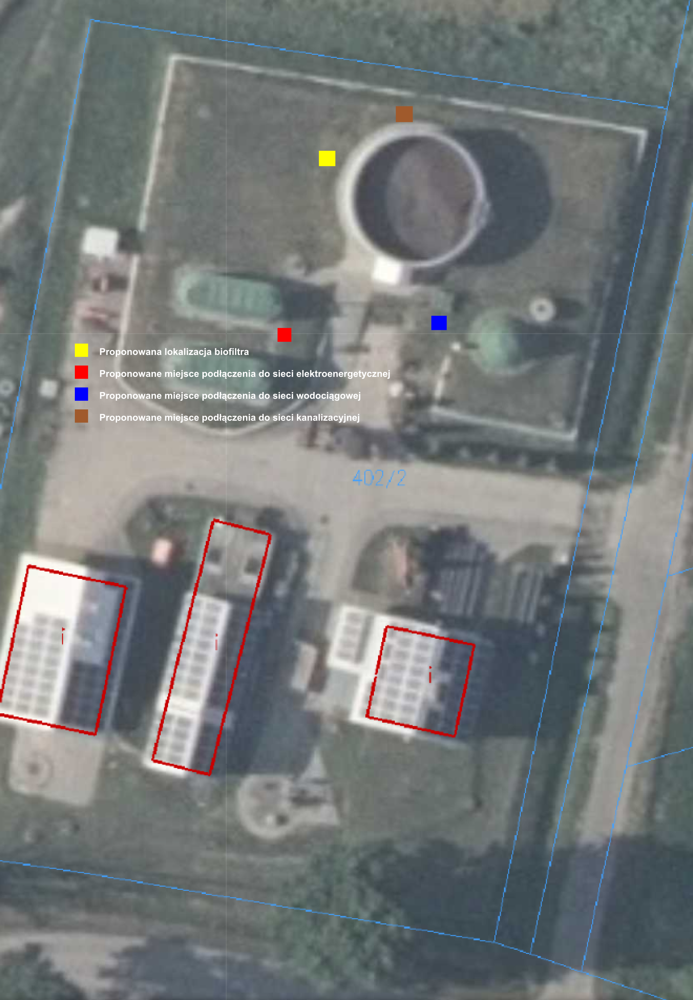 Proponowana lokalizacja biofiltra
Proponowane miejsce podłączenia do sieci elektroenergetycznej
Proponowane miejsce podłączenia do sieci wodociągowej
Proponowane miejsce podłączenia do sieci kanalizacyjnej
402/2
i
i
i